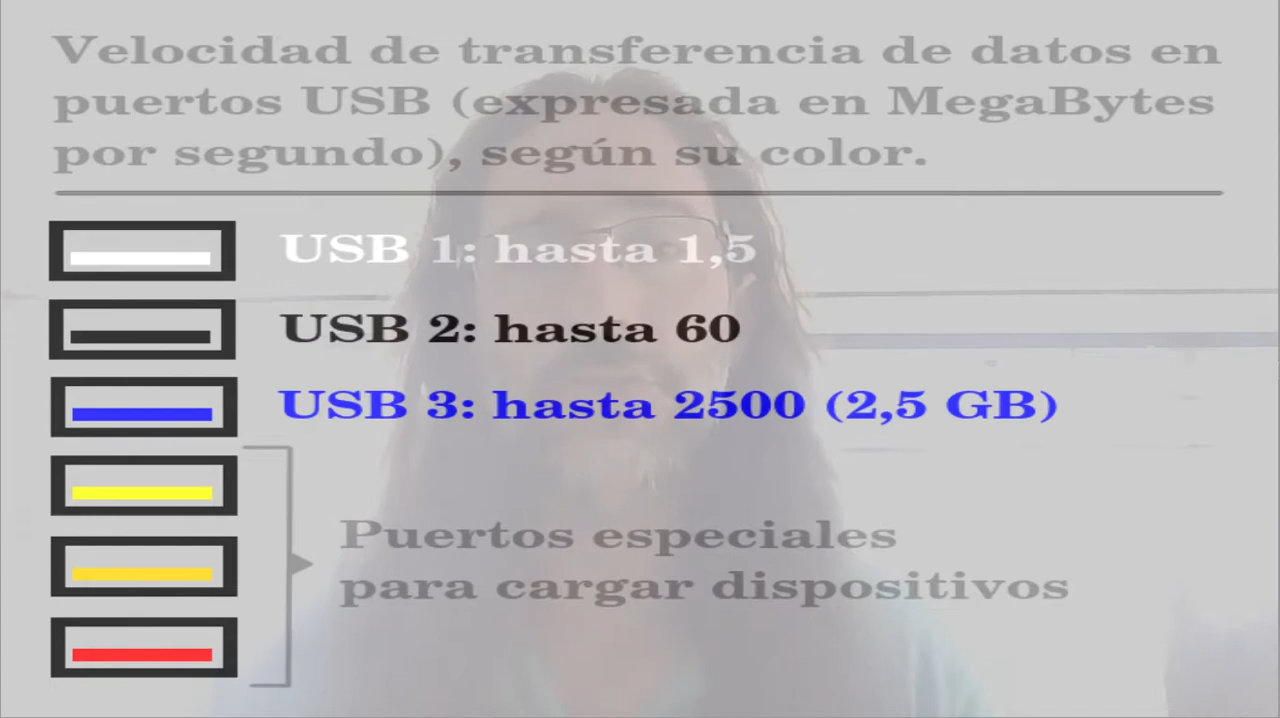 Velocidad de transferencia de datos en
puertos USB (expresada en MegaBytes
por segundo), según su color.
USB 1: hasta 1,5
USB 2: hasta 60
USB 3: hasta 2500 (2,5 GB)
Puertos especiales
para cargar dispositivos